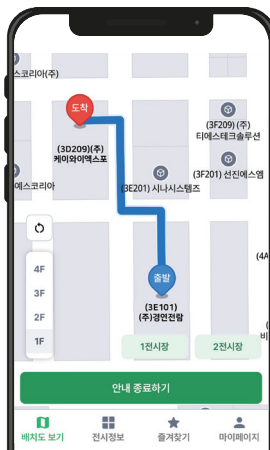 스코리아(주)
도착
(3F209) (주)
티에스테크솔루션
(3D209)(주)
케이와이엑스포
(3F201) 선진에스엠
에스코리아
(3E201) 시나시스템즈
4F
3F
2F
1F
출발
(3E101)
(주)경연전람
1전시장
2전시장
안내 종료하기
배치도 보기
전시정보
즐겨찾기
마이페이지